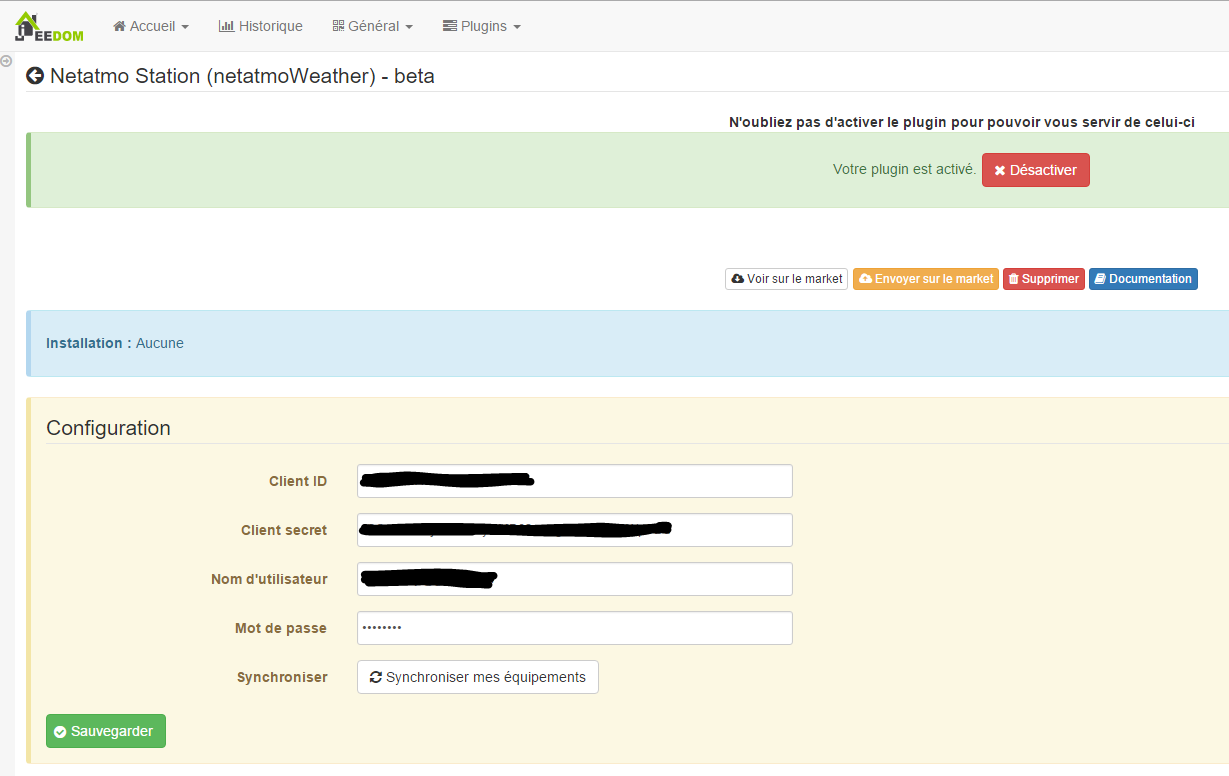 JEEDOM Accueil Historique Général Plugins
Netatmo Station (netatmoWeather) - beta
N'oubliez pas d'activer le plugin pour pouvoir vous servir de celui-ci
Votre plugin est activé. Désactiver
Voir sur le market Envoyer sur le market Supprimer Documentation
Installation : Aucune
Configuration
Client ID
Client secret
Nom d'utilisateur
Mot de passe ••••••••
Synchroniser Synchroniser mes équipements
Sauvegarder